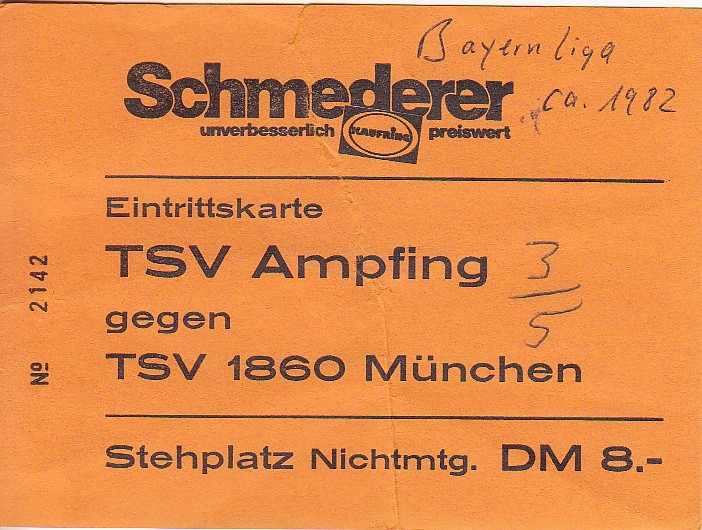 Bayernliga
ca. 1982
Schmederer
unverbesserlich KAUFRING preiswert
Eintrittskarte
TSV Ampfing 3
gegen 5
TSV 1860 München
Stehplatz Nichtmtg. DM 8.-
№ 2142